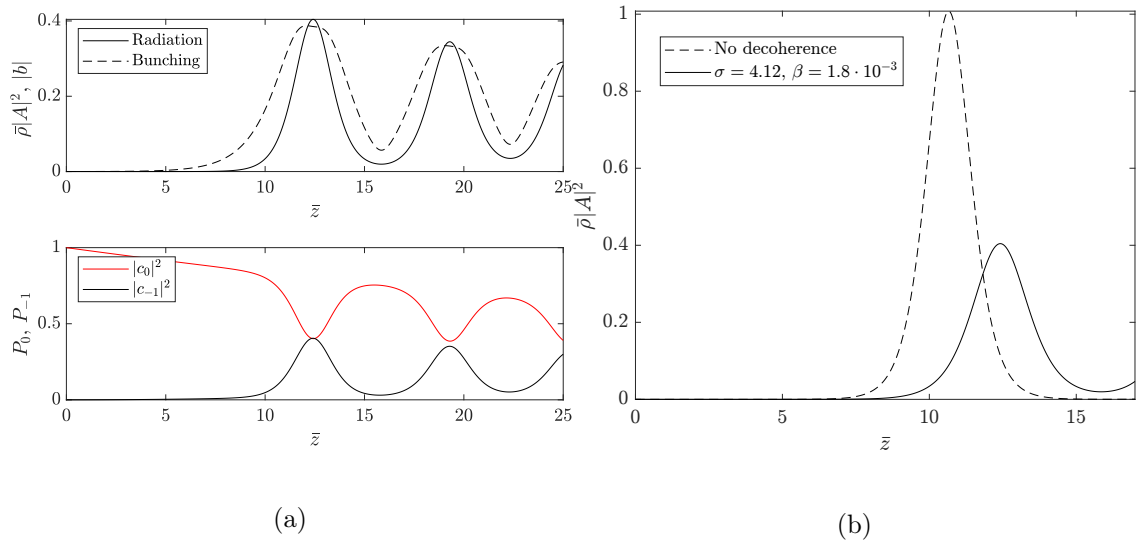 0.4
0.2
0
ρ̄|A|², |b|
Radiation
Bunching
0 5 10 15 20 25
z̄
1
0.5
0
P₀, P₋₁
|c₀|²
|c₋₁|²
0 5 10 15 20 25
z̄
(a)
1
0.8
0.6
0.4
0.2
0
ρ̄|A|²
No decoherence
σ = 4.12, β = 1.8 · 10⁻³
0 5 10 15
z̄
(b)